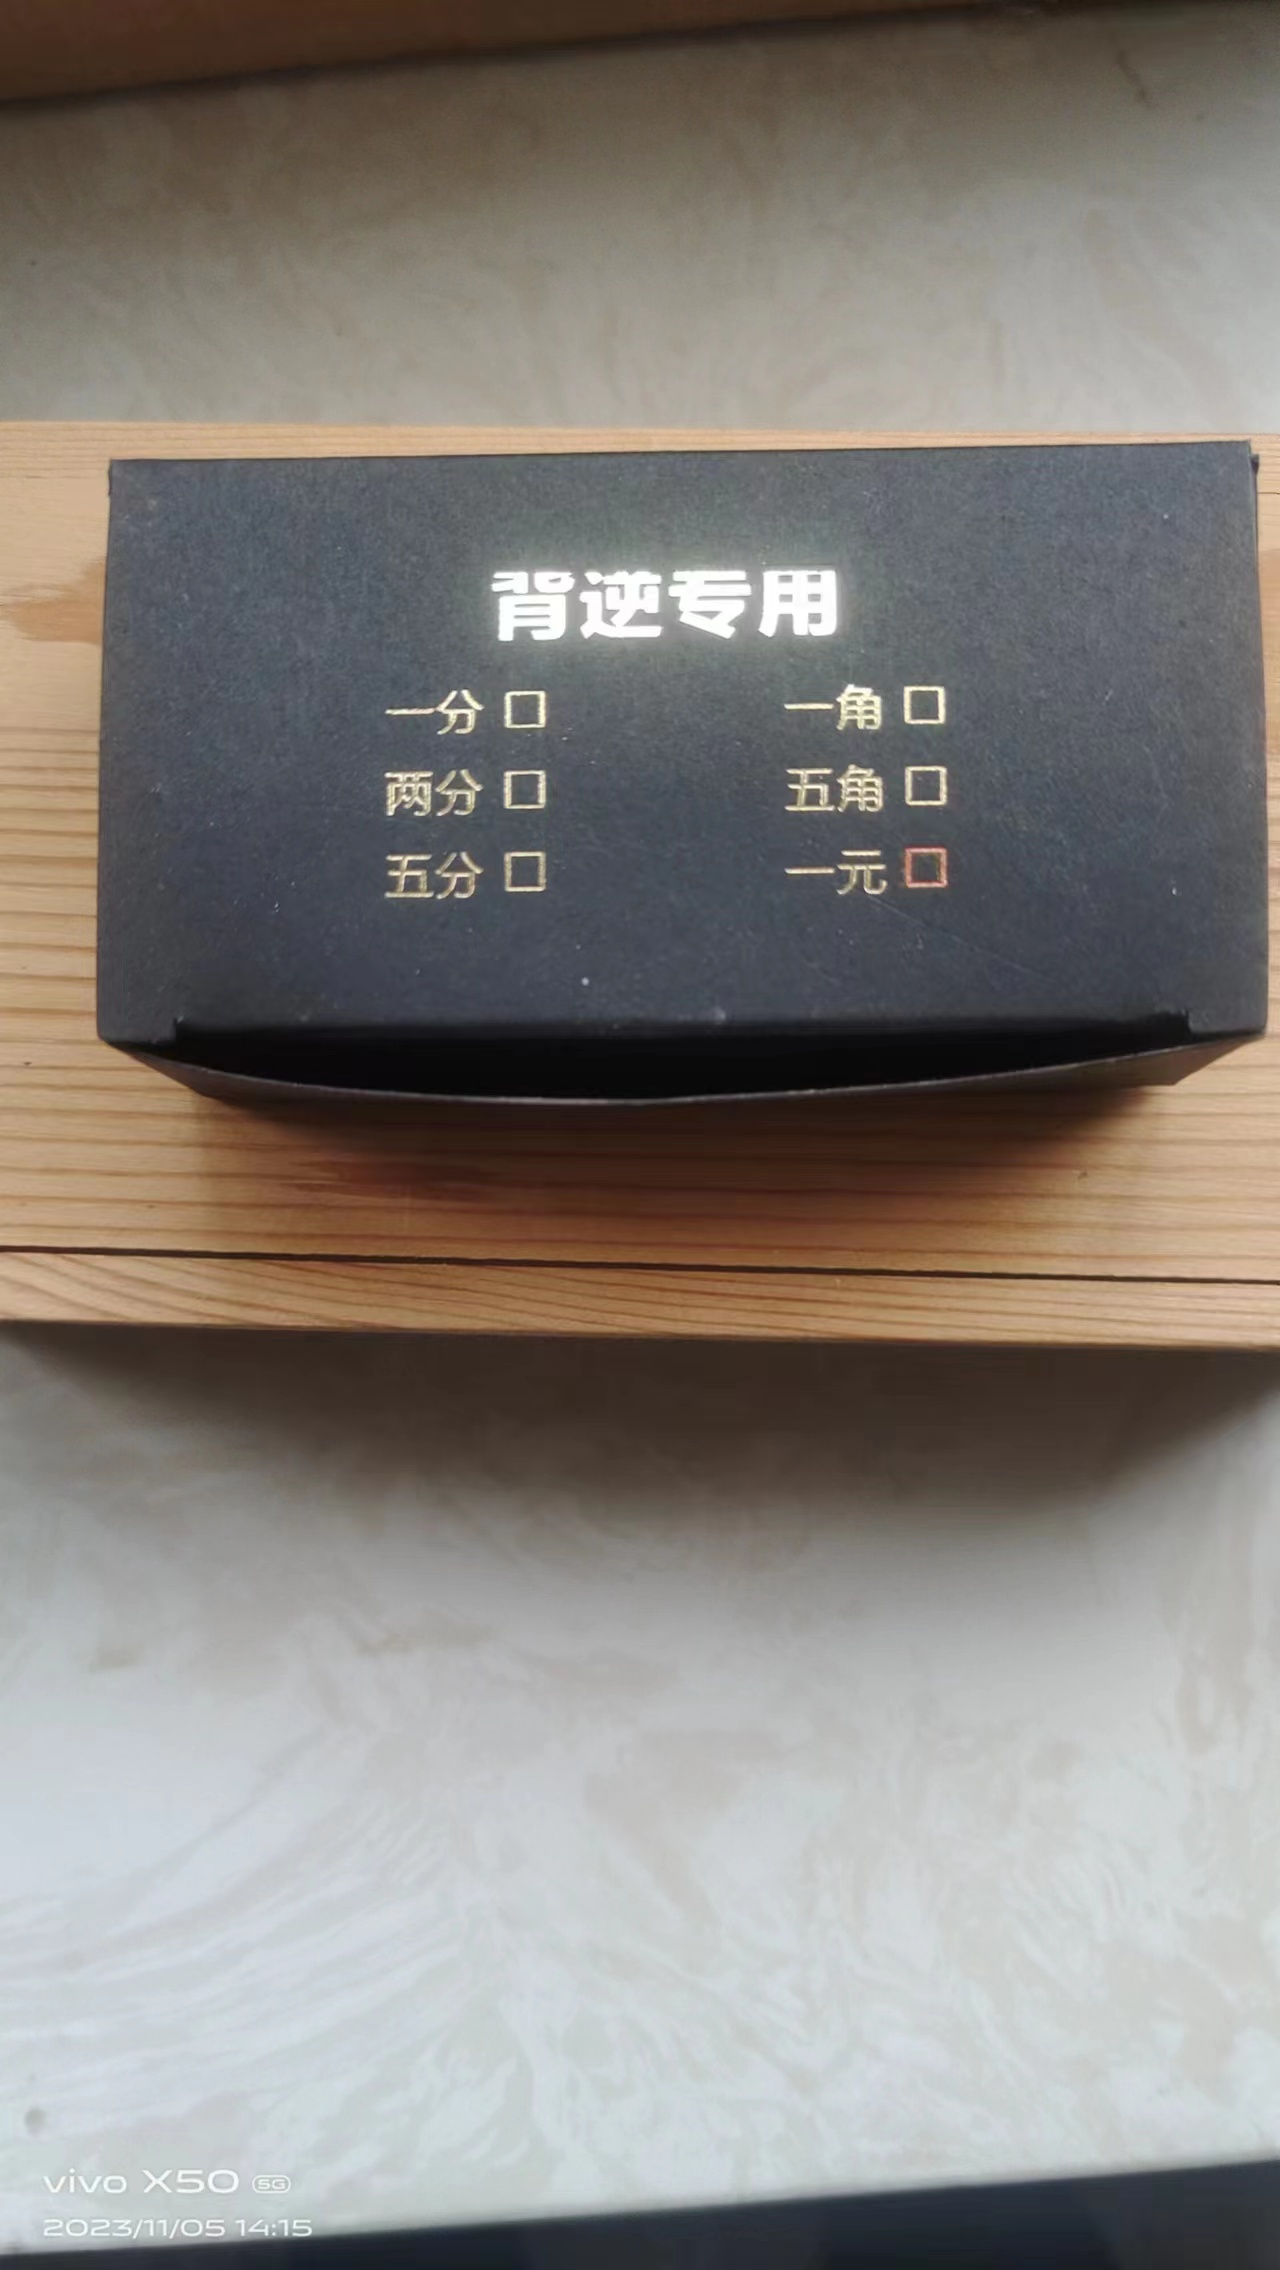 背逆专用
一分 □ 一角 □
两分 □ 五角 □
五分 □ 一元 □
vivo X50 5G
2023/11/05 14:15